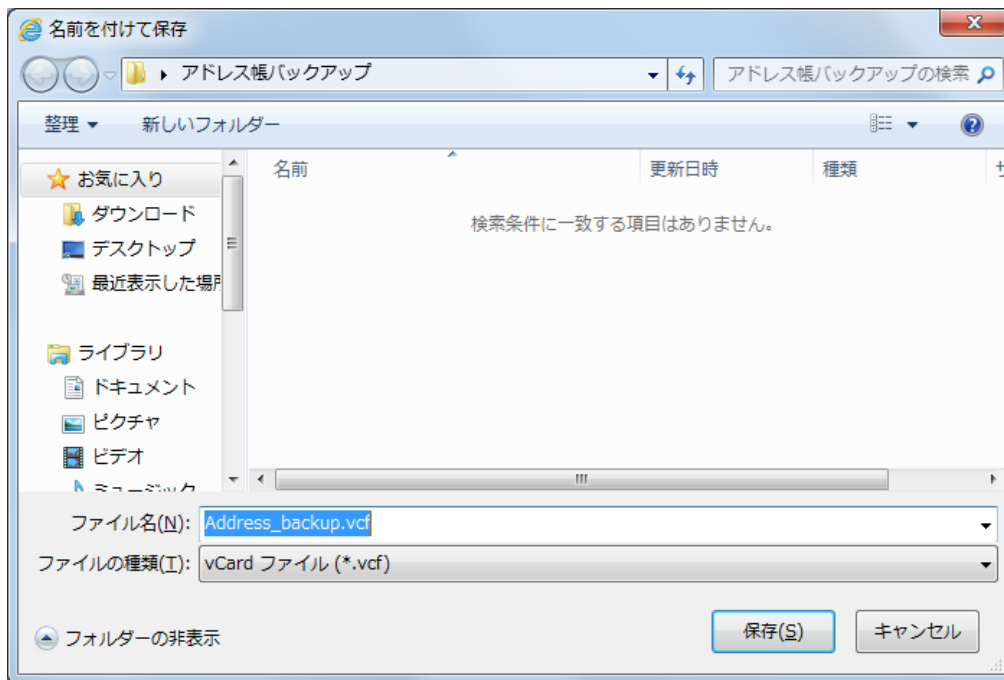 名前を付けて保存
アドレス帳バックアップ
アドレス帳バックアップの検索
整理
新しいフォルダー
名前
更新日時
種類
お気に入り
ダウンロード
デスクトップ
最近表示した場所
ライブラリ
ドキュメント
ピクチャ
ビデオ
ミュージック
検索条件に一致する項目はありません。
ファイル名(N): Address_backup.vcf
ファイルの種類(T): vCard ファイル (*.vcf)
フォルダーの非表示
保存(S)
キャンセル